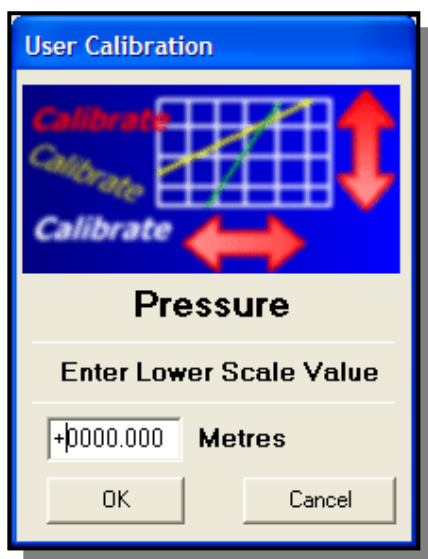 User Calibration
Calibrate
Calibrate
Calibrate
Pressure
Enter Lower Scale Value
+0000.000 Metres
OK Cancel